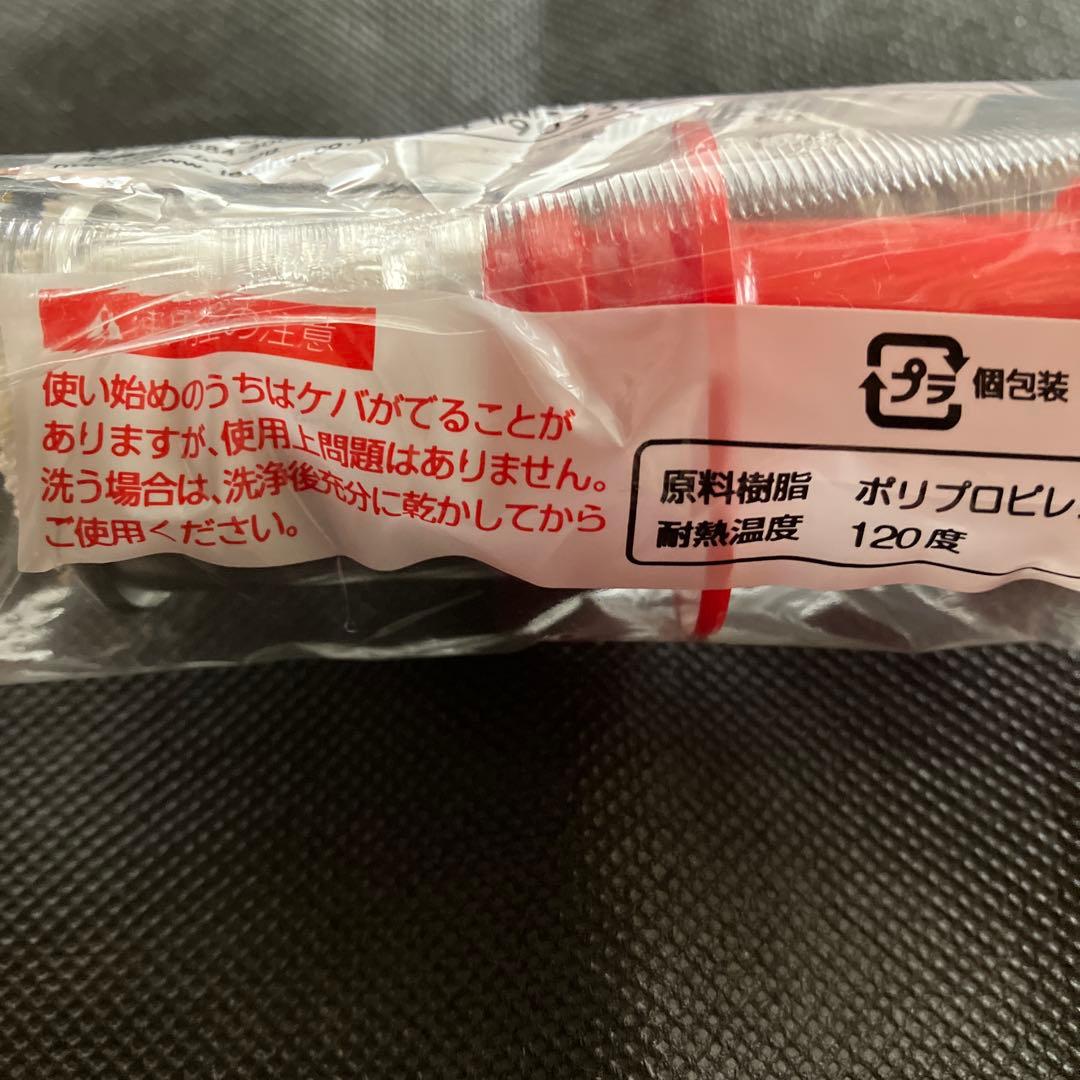 の注意
使い始めのうちはケバがでることが
ありますが、使用上問題はありません。
洗う場合は、洗浄後充分に乾かしてから
ご使用ください。
プラ 個包装
原料樹脂 ポリプロピレ
耐熱温度 120度